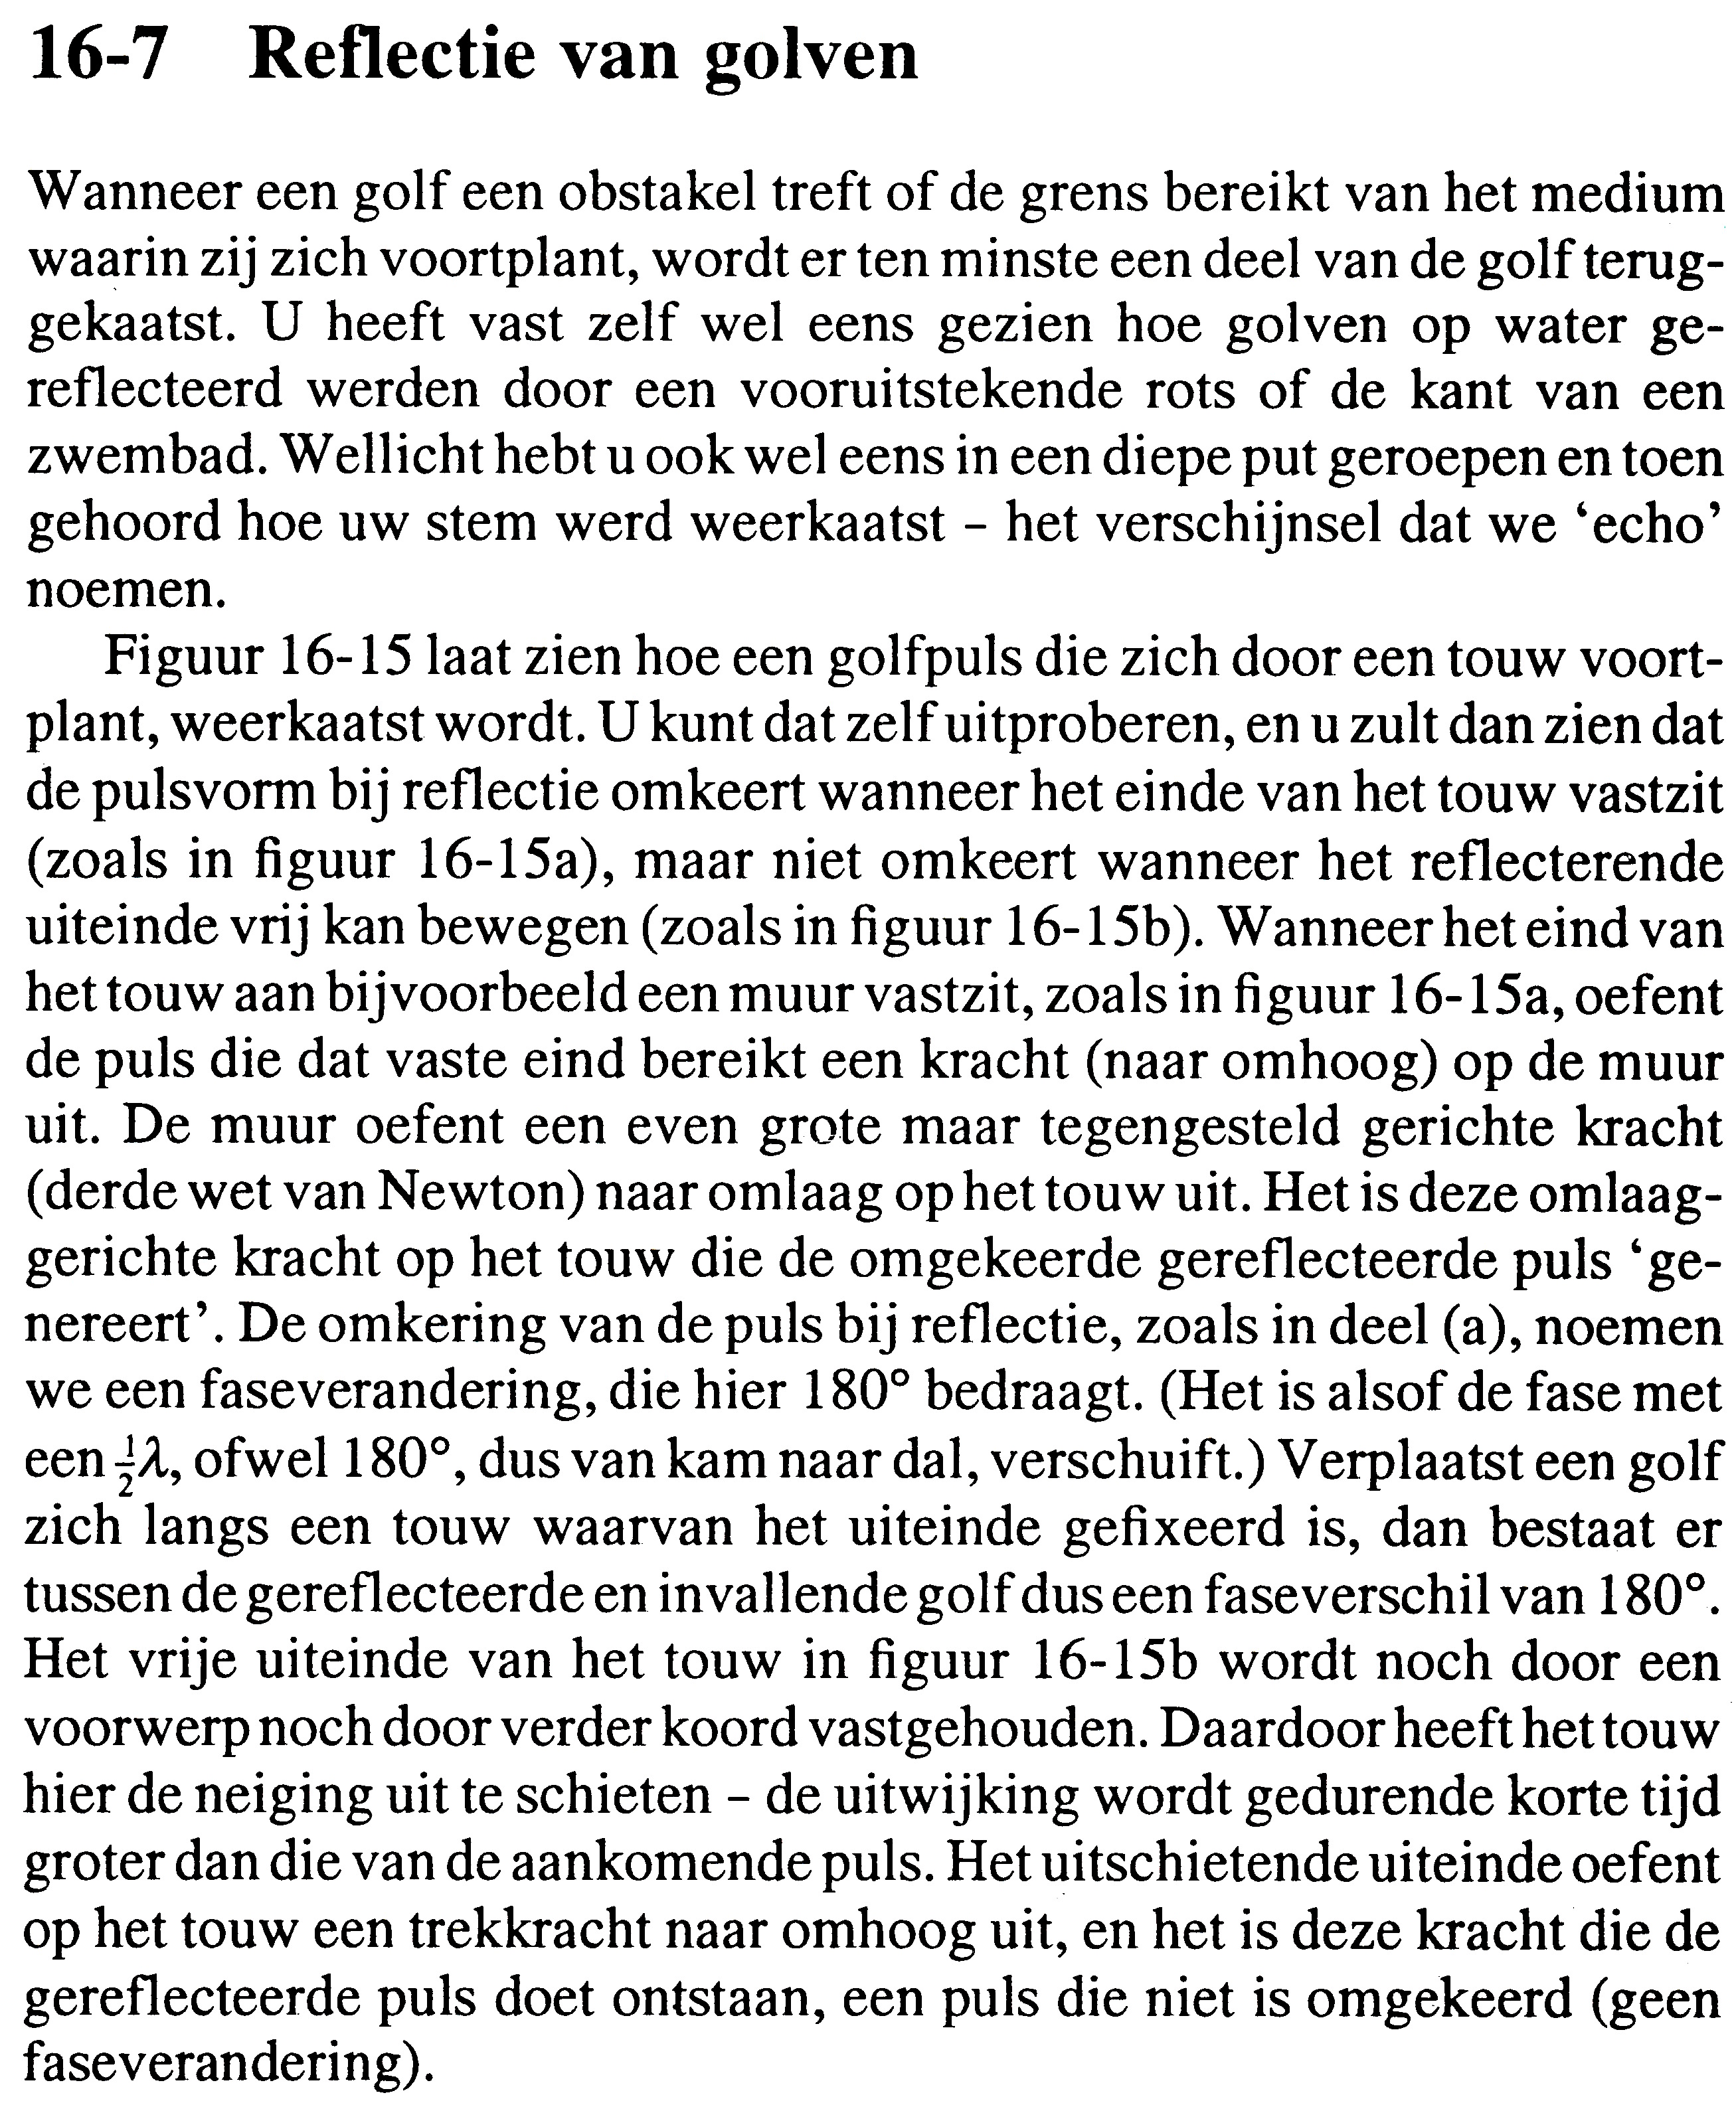 16-7 Reflectie van golven
Wanneer een golf een obstakel treft of de grens bereikt van het medium
waarin zij zich voortplant, wordt er ten minste een deel van de golf terug-
gekaatst. U heeft vast zelf wel eens gezien hoe golven op water ge-
reflecteerd werden door een vooruitstekende rots of de kant van een
zwembad. Wellicht hebt u ook wel eens in een diepe put geroepen en toen
gehoord hoe uw stem werd weerkaatst – het verschijnsel dat we ‘echo’
noemen.
Figuur 16-15 laat zien hoe een golfpuls die zich door een touw voort-
plant, weerkaatst wordt. U kunt dat zelf uitproberen, en u zult dan zien dat
de pulsvorm bij reflectie omkeert wanneer het einde van het touw vastzit
(zoals in figuur 16-15a), maar niet omkeert wanneer het reflecterende
uiteinde vrij kan bewegen (zoals in figuur 16-15b). Wanneer het eind van
het touw aan bijvoorbeeld een muur vastzit, zoals in figuur 16-15a, oefent
de puls die dat vaste eind bereikt een kracht (naar omhoog) op de muur
uit. De muur oefent een even grote maar tegengesteld gerichte kracht
(derde wet van Newton) naar omlaag op het touw uit. Het is deze omlaag-
gerichte kracht op het touw die de omgekeerde gereflecteerde puls ‘ge-
nereert’. De omkering van de puls bij reflectie, zoals in deel (a), noemen
we een faseverandering, die hier 180° bedraagt. (Het is alsof de fase met
een ½λ, ofwel 180°, dus van kam naar dal, verschuift.) Verplaatst een golf
zich langs een touw waarvan het uiteinde gefixeerd is, dan bestaat er
tussen de gereflecteerde en invallende golf dus een faseverschil van 180°.
Het vrije uiteinde van het touw in figuur 16-15b wordt noch door een
voorwerp noch door verder koord vastgehouden. Daardoor heeft het touw
hier de neiging uit te schieten – de uitwijking wordt gedurende korte tijd
groter dan die van de aankomende puls. Het uitschietende uiteinde oefent
op het touw een trekkracht naar omhoog uit, en het is deze kracht die de
gereflecteerde puls doet ontstaan, een puls die niet is omgekeerd (geen
faseverandering).